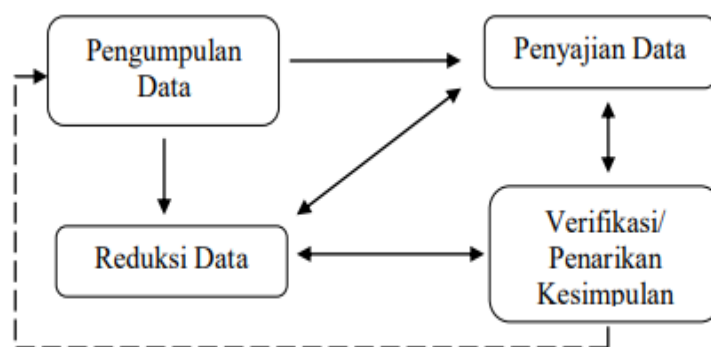 Pengumpulan
Data
Penyajian Data
Reduksi Data
Verifikasi/
Penarikan
Kesimpulan